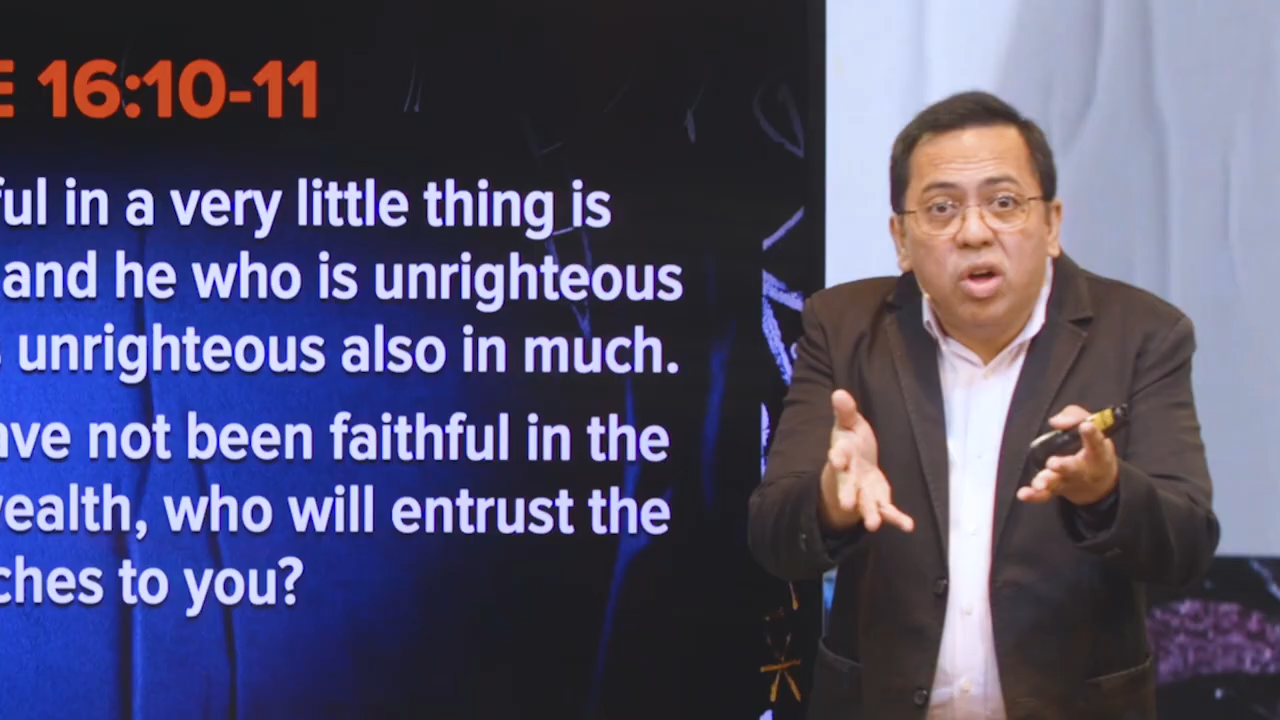 E 16:10-11
ful in a very little thing is
and he who is unrighteous
unrighteous also in much.
ave not been faithful in the
wealth, who will entrust the
ches to you?